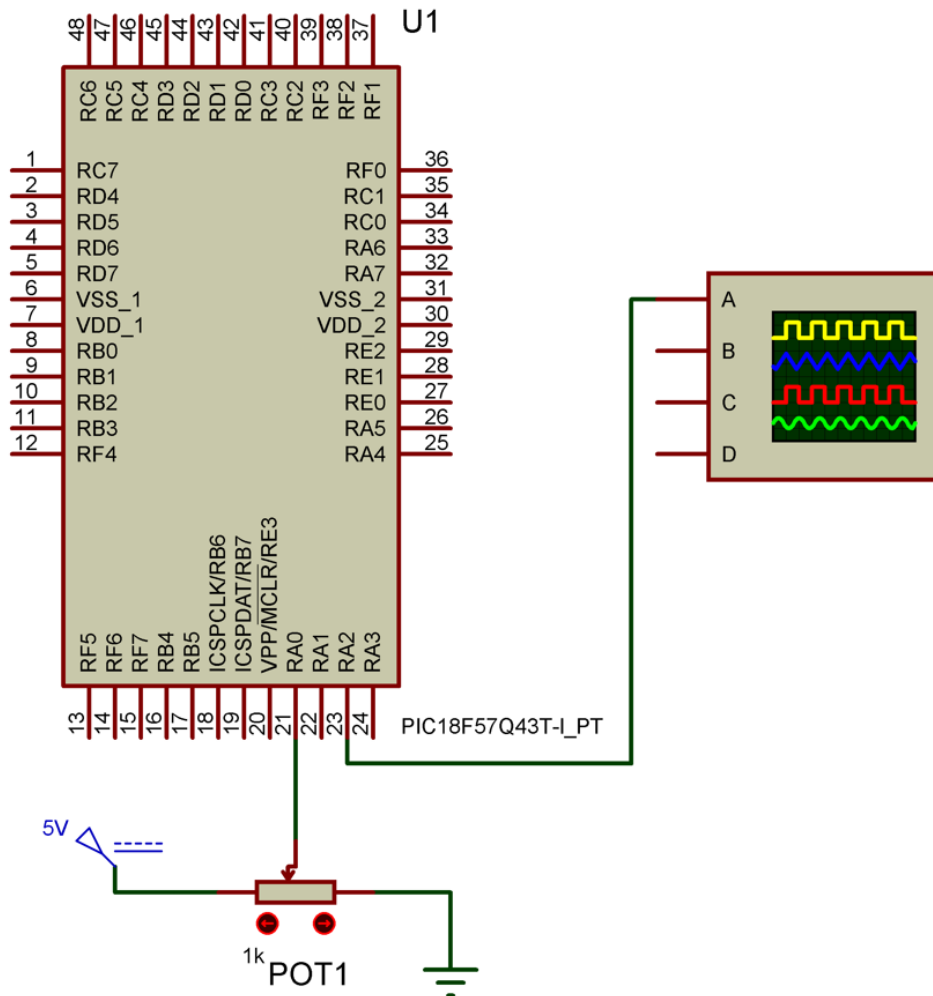 U1
48 47 46 45 44 43 42 41 40 39 38 37
RC6 RC5 RC4 RD3 RD2 RD1 RD0 RC3 RC2 RF3 RF2 RF1
1 RC7 RF0 36
2 RD4 RC1 35
3 RD5 RC0 34
4 RD6 RA6 33
5 RD7 RA7 32
6 VSS_1 VSS_2 31
7 VDD_1 VDD_2 30
8 RB0 RE2 29
9 RB1 RE1 28
10 RB2 RE0 27
11 RB3 RA5 26
12 RF4 RA4 25
A
B
C
D
RF5 RF6 RF7 RB4 RB5 ICSPCLK/RB6 ICSPDAT/RB7 VPP/MCLR/RE3 RA0 RA1 RA2 RA3
13 14 15 16 17 18 19 20 21 22 23 24
PIC18F57Q43T-I_PT
5V
1k
POT1